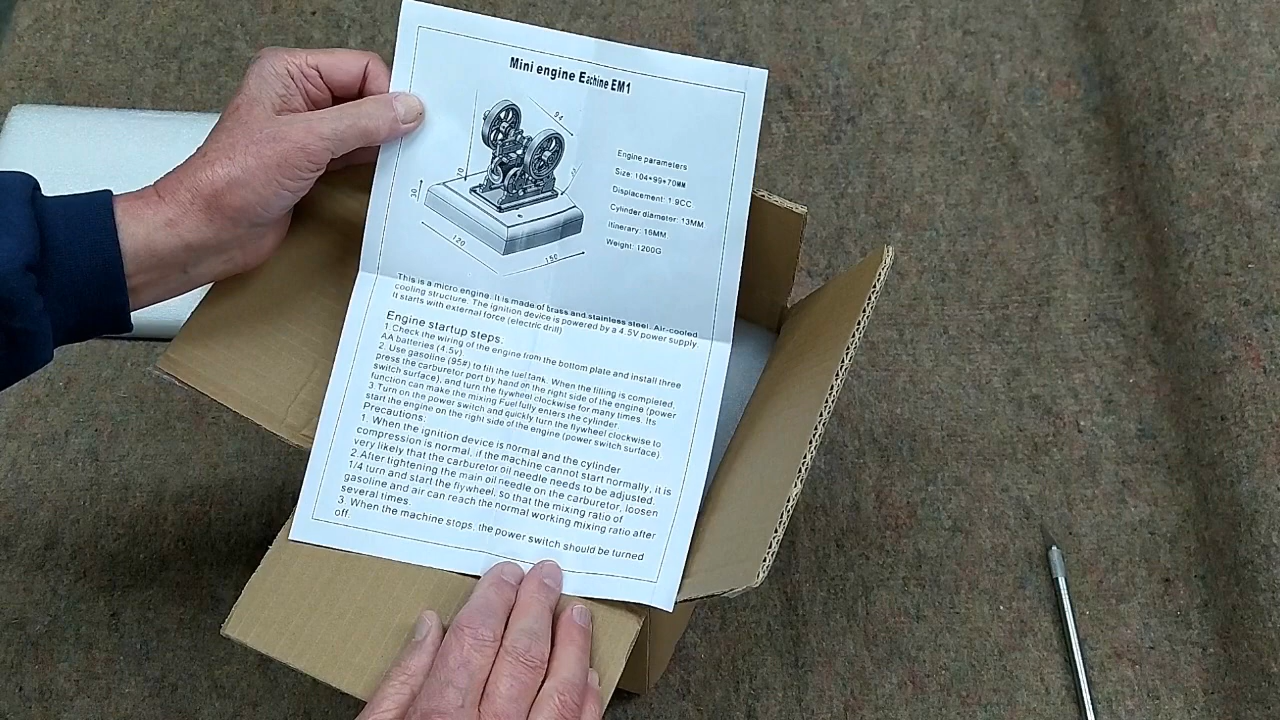 Mini engine Eachine EM1
94
70
30
120
150
Engine parameters
Size: 104*99*70MM
Displacement: 1.9CC
Cylinder diameter: 13MM
Itinerary: 16MM
Weight: 1200G
This is a micro engine. It is made of brass and stainless steel. Air-cooled
cooling structure. The ignition device is powered by a 4.5V power supply.
It starts with external force (electric drill)
Engine startup steps:
1.Check the wiring of the engine from the bottom plate and install three
AA batteries (4.5v)
2. Use gasoline (95#) to fill the fuel tank. When the filling is completed,
press the carburetor port by hand on the right side of the engine (power
switch surface), and turn the flywheel clockwise for many times. Its
function can make the mixing Fuel fully enters the cylinder.
3. Turn on the power switch and quickly turn the flywheel clockwise to
start the engine on the right side of the engine (power switch surface).
Precautions:
1. When the ignition device is normal and the cylinder
compression is normal, if the machine cannot start normally, it is
very likely that the carburetor oil needle needs to be adjusted.
2.After tightening the main oil needle on the carburetor, loosen
1/4 turn and start the flywheel, so that the mixing ratio of
gasoline and air can reach the normal working mixing ratio after
several times.
3. When the machine stops, the power switch should be turned
off.